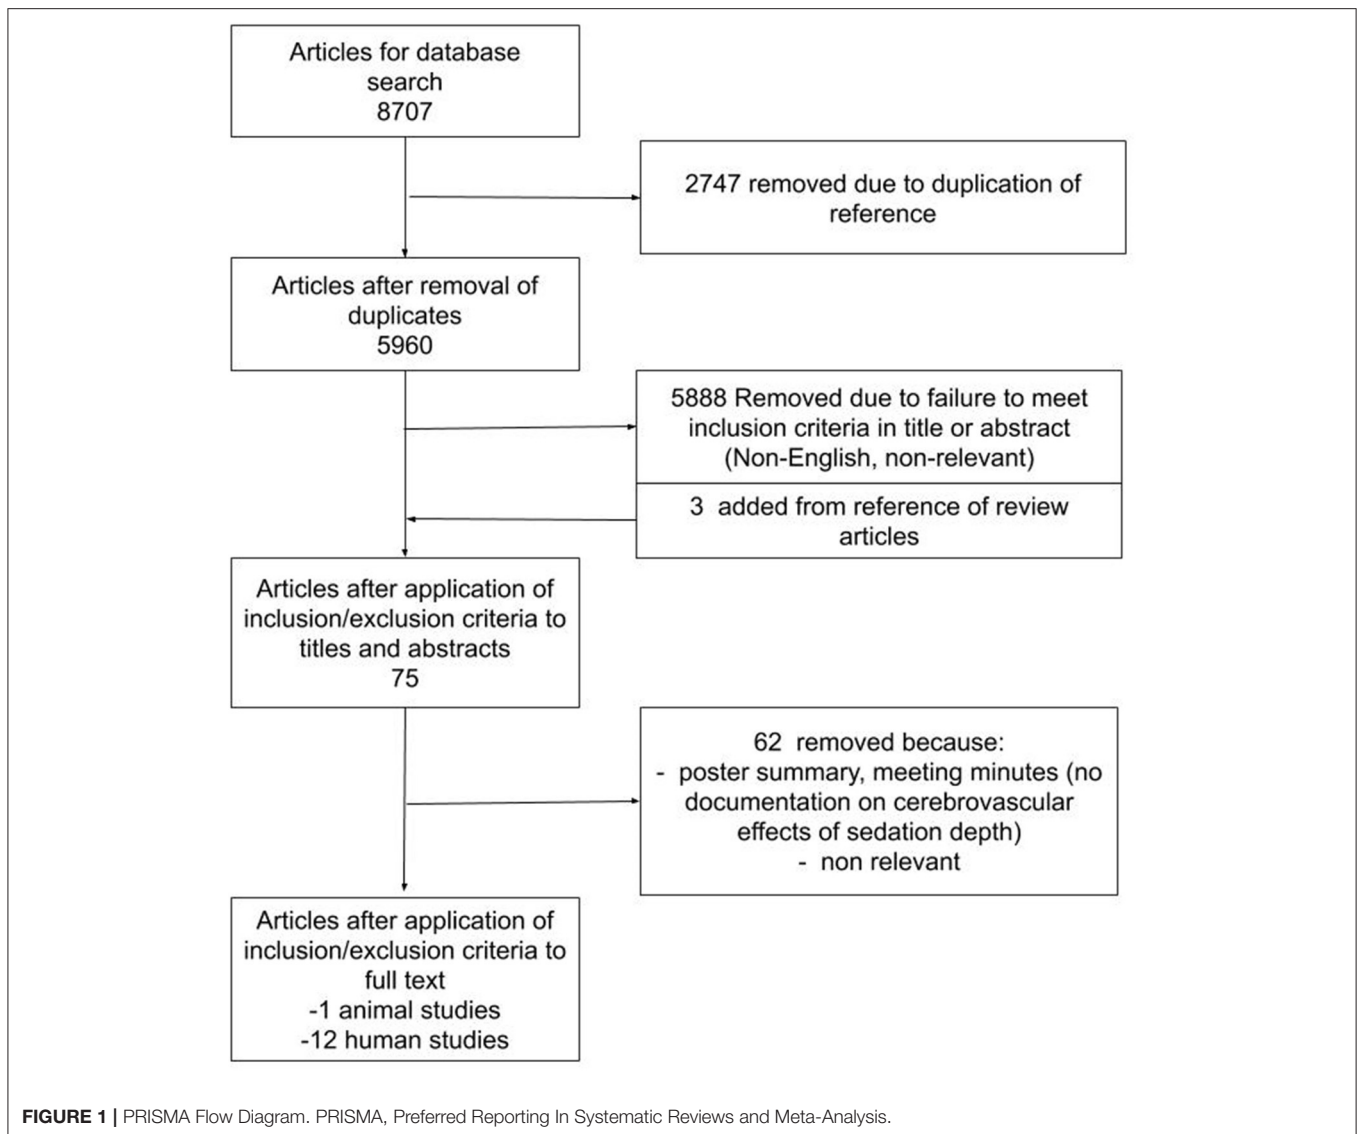 Articles for database
search
8707
2747 removed due to duplication of
reference
Articles after removal of
duplicates
5960
5888 Removed due to failure to meet
inclusion criteria in title or abstract
(Non-English, non-relevant)
3 added from reference of review
articles
Articles after application of
inclusion/exclusion criteria to
titles and abstracts
75
62 removed because:
- poster summary, meeting minutes (no
documentation on cerebrovascular
effects of sedation depth)
- non relevant
Articles after application of
inclusion/exclusion criteria to
full text
-1 animal studies
-12 human studies
FIGURE 1 | PRISMA Flow Diagram. PRISMA, Preferred Reporting In Systematic Reviews and Meta-Analysis.